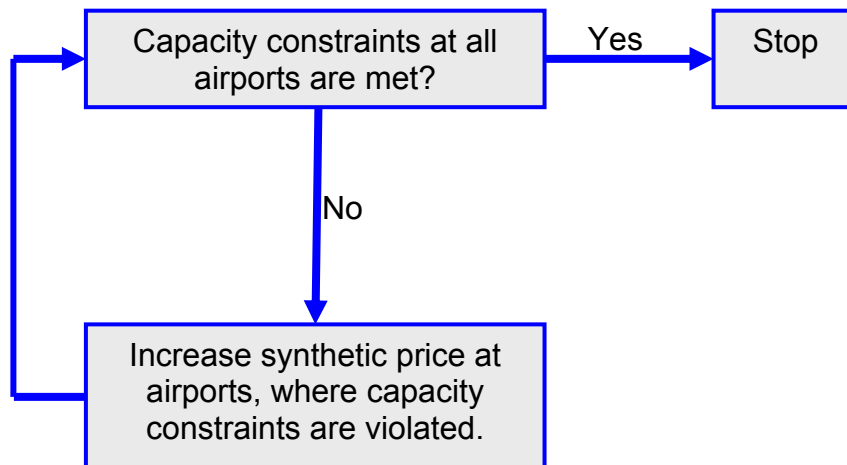 Capacity constraints at all
airports are met?
Yes
Stop
No
Increase synthetic price at
airports, where capacity
constraints are violated.